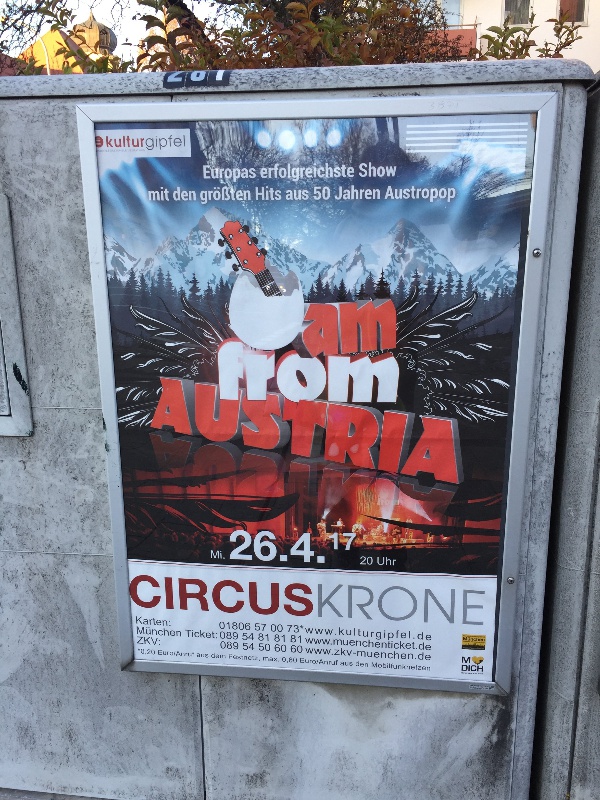 287
kulturgipfel
Europas erfolgreichste Show
mit den größten Hits aus 50 Jahren Austropop
am
from
AUSTRIA
Mi. 26.4.17 20 Uhr
CIRCUSKRONE
Karten: 01806 57 00 73* www.kulturgipfel.de
München Ticket: 089 54 81 81 81 www.muenchenticket.de
ZKV: 089 54 50 60 60 www.zkv-muenchen.de
*0,20 Euro/Anruf aus dem Festnetz, max. 0,60 Euro/Anruf aus den Mobilfunknetzen
München
M DICH